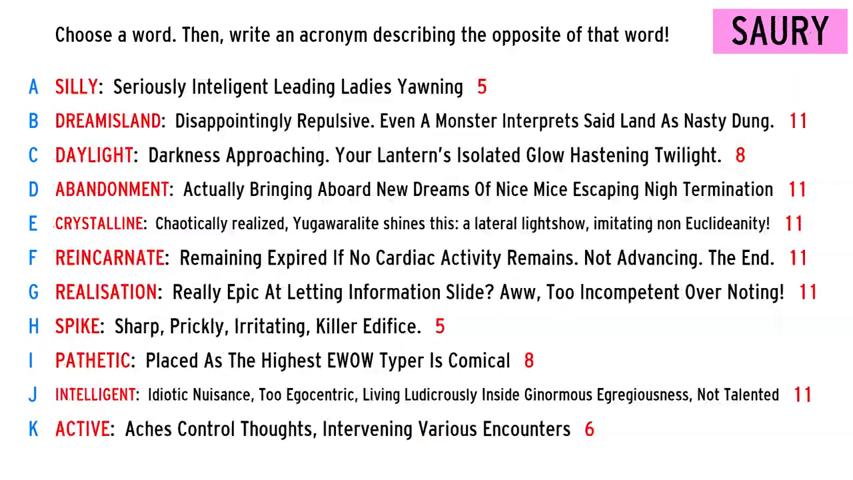 Choose a word. Then, write an acronym describing the opposite of that word!
SAURY
A SILLY: Seriously Inteligent Leading Ladies Yawning 5
B DREAMISLAND: Disappointingly Repulsive. Even A Monster Interprets Said Land As Nasty Dung. 11
C DAYLIGHT: Darkness Approaching. Your Lantern's Isolated Glow Hastening Twilight. 8
D ABANDONMENT: Actually Bringing Aboard New Dreams Of Nice Mice Escaping Nigh Termination 11
E CRYSTALLINE: Chaotically realized, Yugawaralite shines this: a lateral lightshow, imitating non Euclideanity! 11
F REINCARNATE: Remaining Expired If No Cardiac Activity Remains. Not Advancing. The End. 11
G REALISATION: Really Epic At Letting Information Slide? Aww, Too Incompetent Over Noting! 11
H SPIKE: Sharp, Prickly, Irritating, Killer Edifice. 5
I PATHETIC: Placed As The Highest EWOW Typer Is Comical 8
J INTELLIGENT: Idiotic Nuisance, Too Egocentric, Living Ludicrously Inside Ginormous Egregiousness, Not Talented 11
K ACTIVE: Aches Control Thoughts, Intervening Various Encounters 6